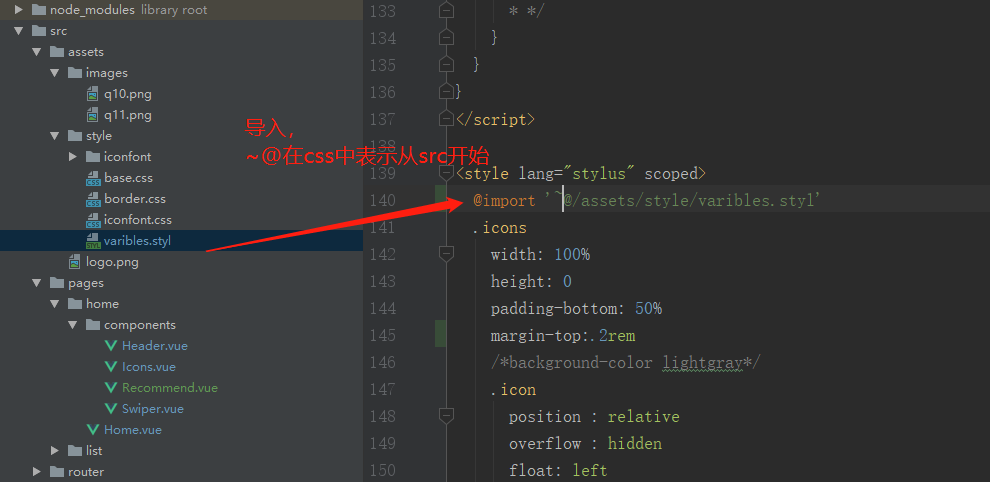 node_modules library root
src
assets
images
q10.png
q11.png
style
iconfont
base.css
border.css
iconfont.css
varibles.styl
logo.png
pages
home
components
Header.vue
Icons.vue
Recommend.vue
Swiper.vue
Home.vue
list
router
导入，
~@在css中表示从src开始
133 * */
134 }
135 }
136 }
137 </script>
138
139 <style lang="stylus" scoped>
140 @import '~@/assets/style/varibles.styl'
141 .icons
142 width: 100%
143 height: 0
144 padding-bottom: 50%
145 margin-top:.2rem
146 /*background-color lightgray*/
147 .icon
148 position : relative
149 overflow : hidden
150 float: left